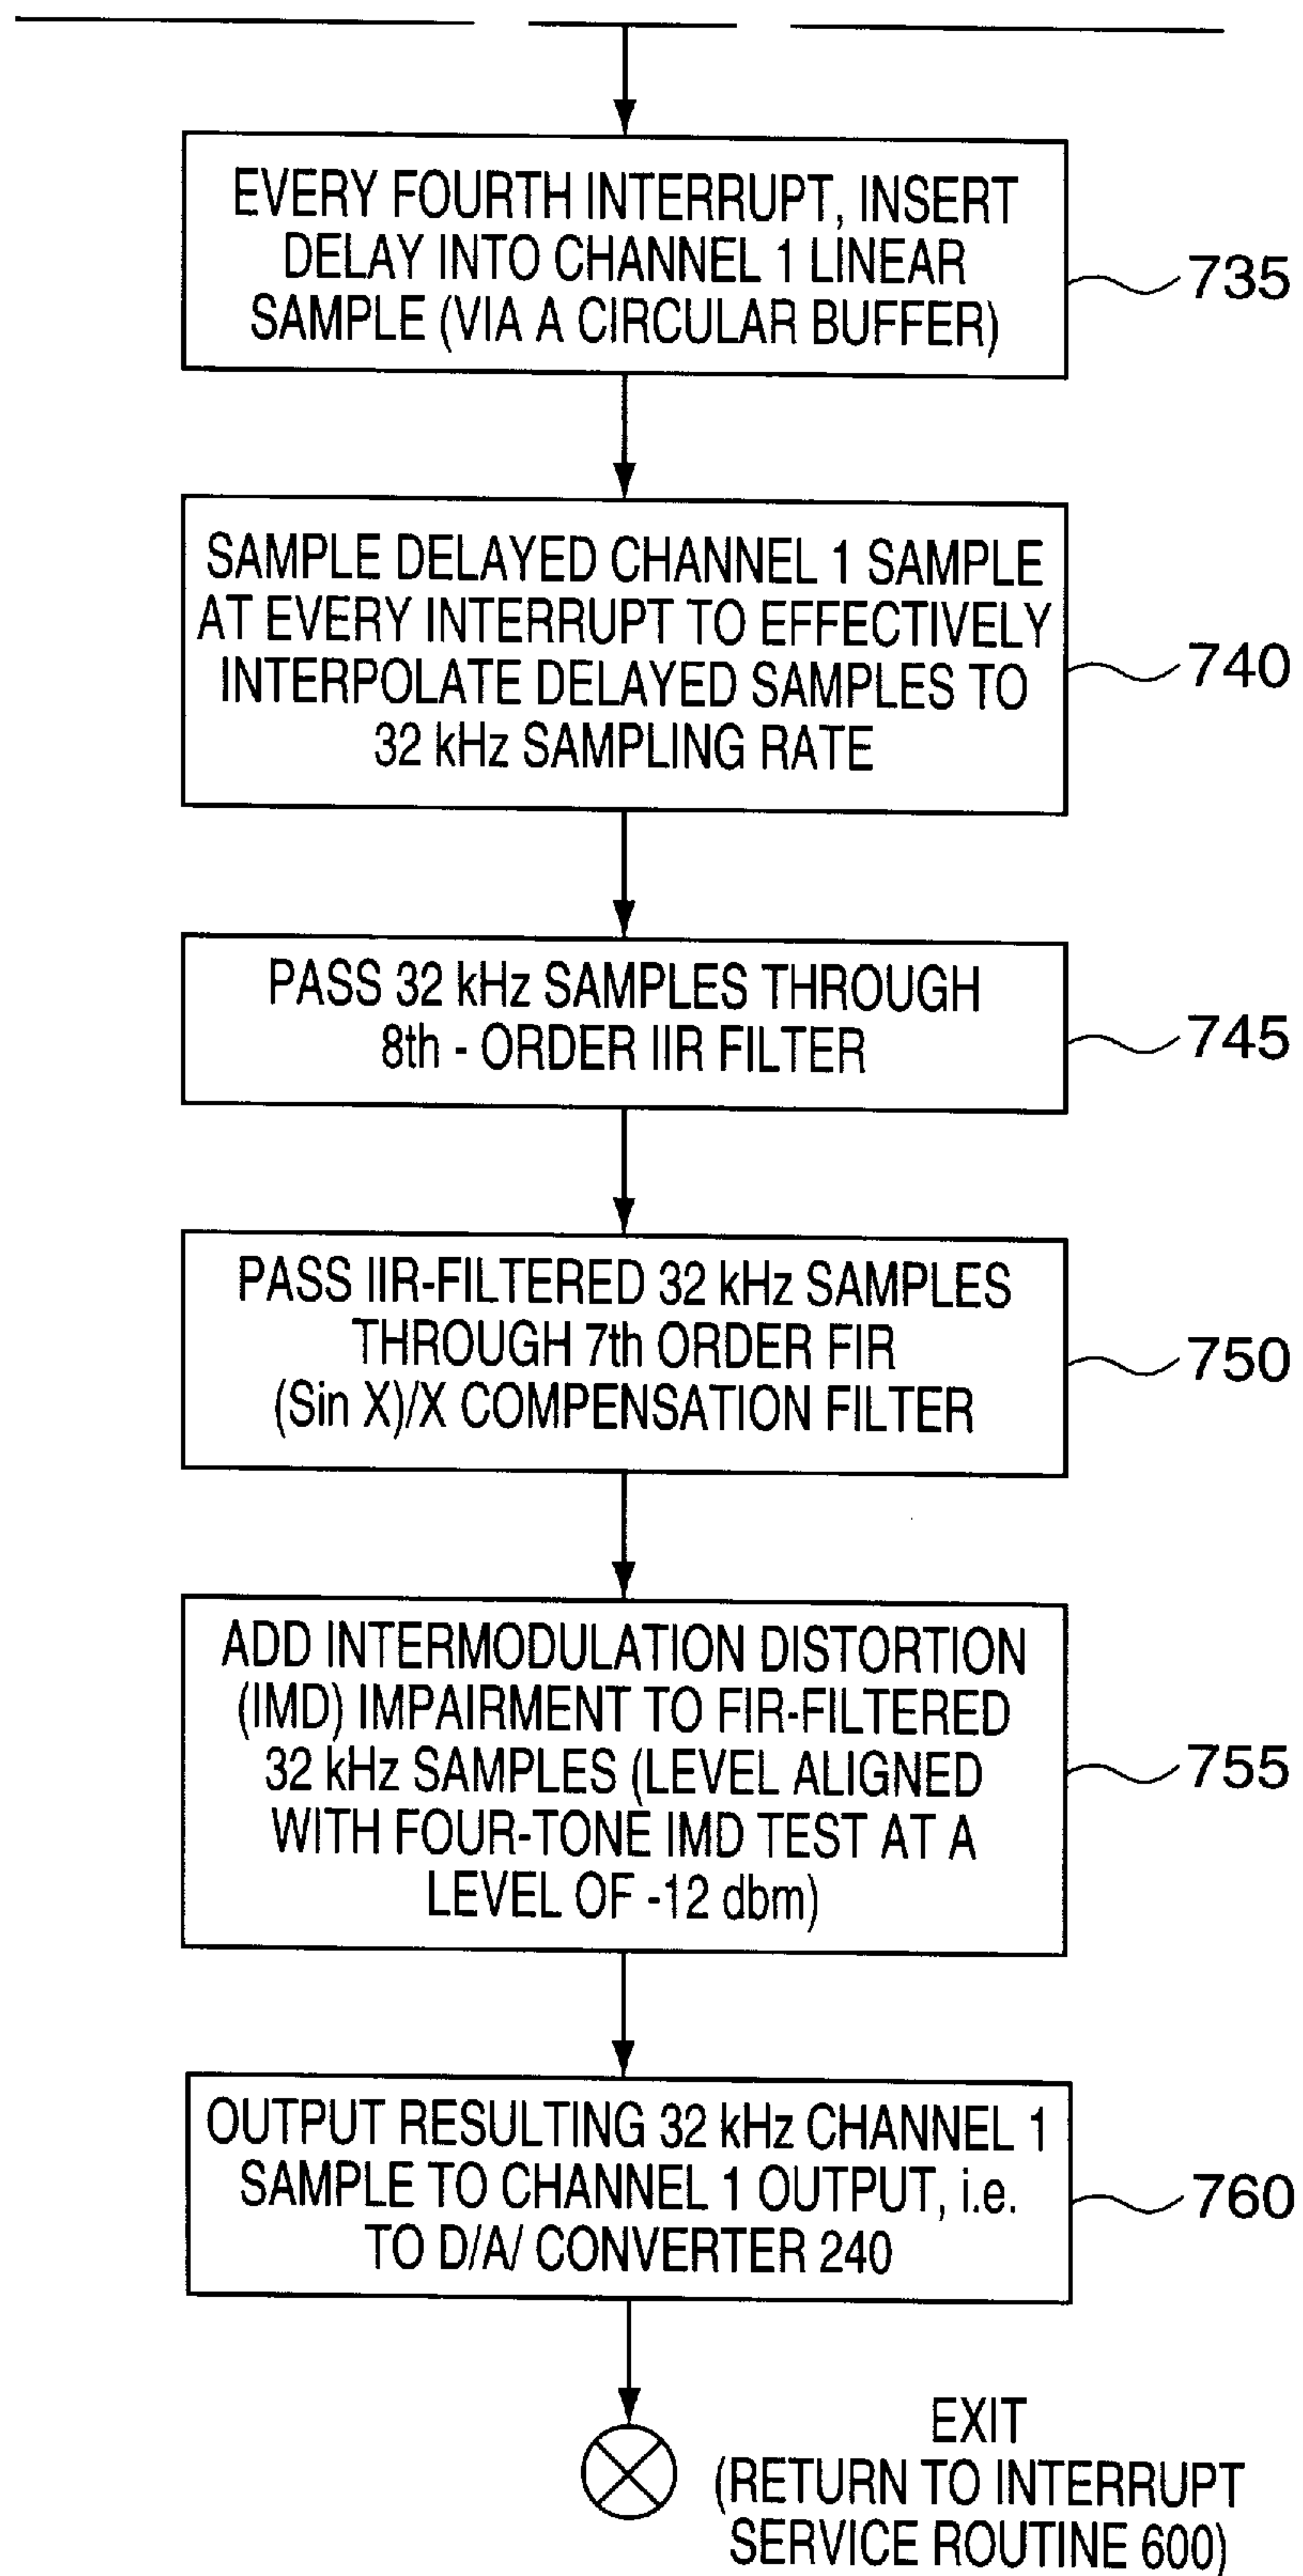 EVERY FOURTH INTERRUPT, INSERT
DELAY INTO CHANNEL 1 LINEAR
SAMPLE (VIA A CIRCULAR BUFFER)
735
SAMPLE DELAYED CHANNEL 1 SAMPLE
AT EVERY INTERRUPT TO EFFECTIVELY
INTERPOLATE DELAYED SAMPLES TO
32 kHz SAMPLING RATE
740
PASS 32 kHz SAMPLES THROUGH
8th - ORDER IIR FILTER
745
PASS IIR-FILTERED 32 kHz SAMPLES
THROUGH 7th ORDER FIR
(Sin X)/X COMPENSATION FILTER
750
ADD INTERMODULATION DISTORTION
(IMD) IMPAIRMENT TO FIR-FILTERED
32 kHz SAMPLES (LEVEL ALIGNED
WITH FOUR-TONE IMD TEST AT A
LEVEL OF -12 dbm)
755
OUTPUT RESULTING 32 kHz CHANNEL 1
SAMPLE TO CHANNEL 1 OUTPUT, i.e.
TO D/A/ CONVERTER 240
760
EXIT
(RETURN TO INTERRUPT
SERVICE ROUTINE 600)